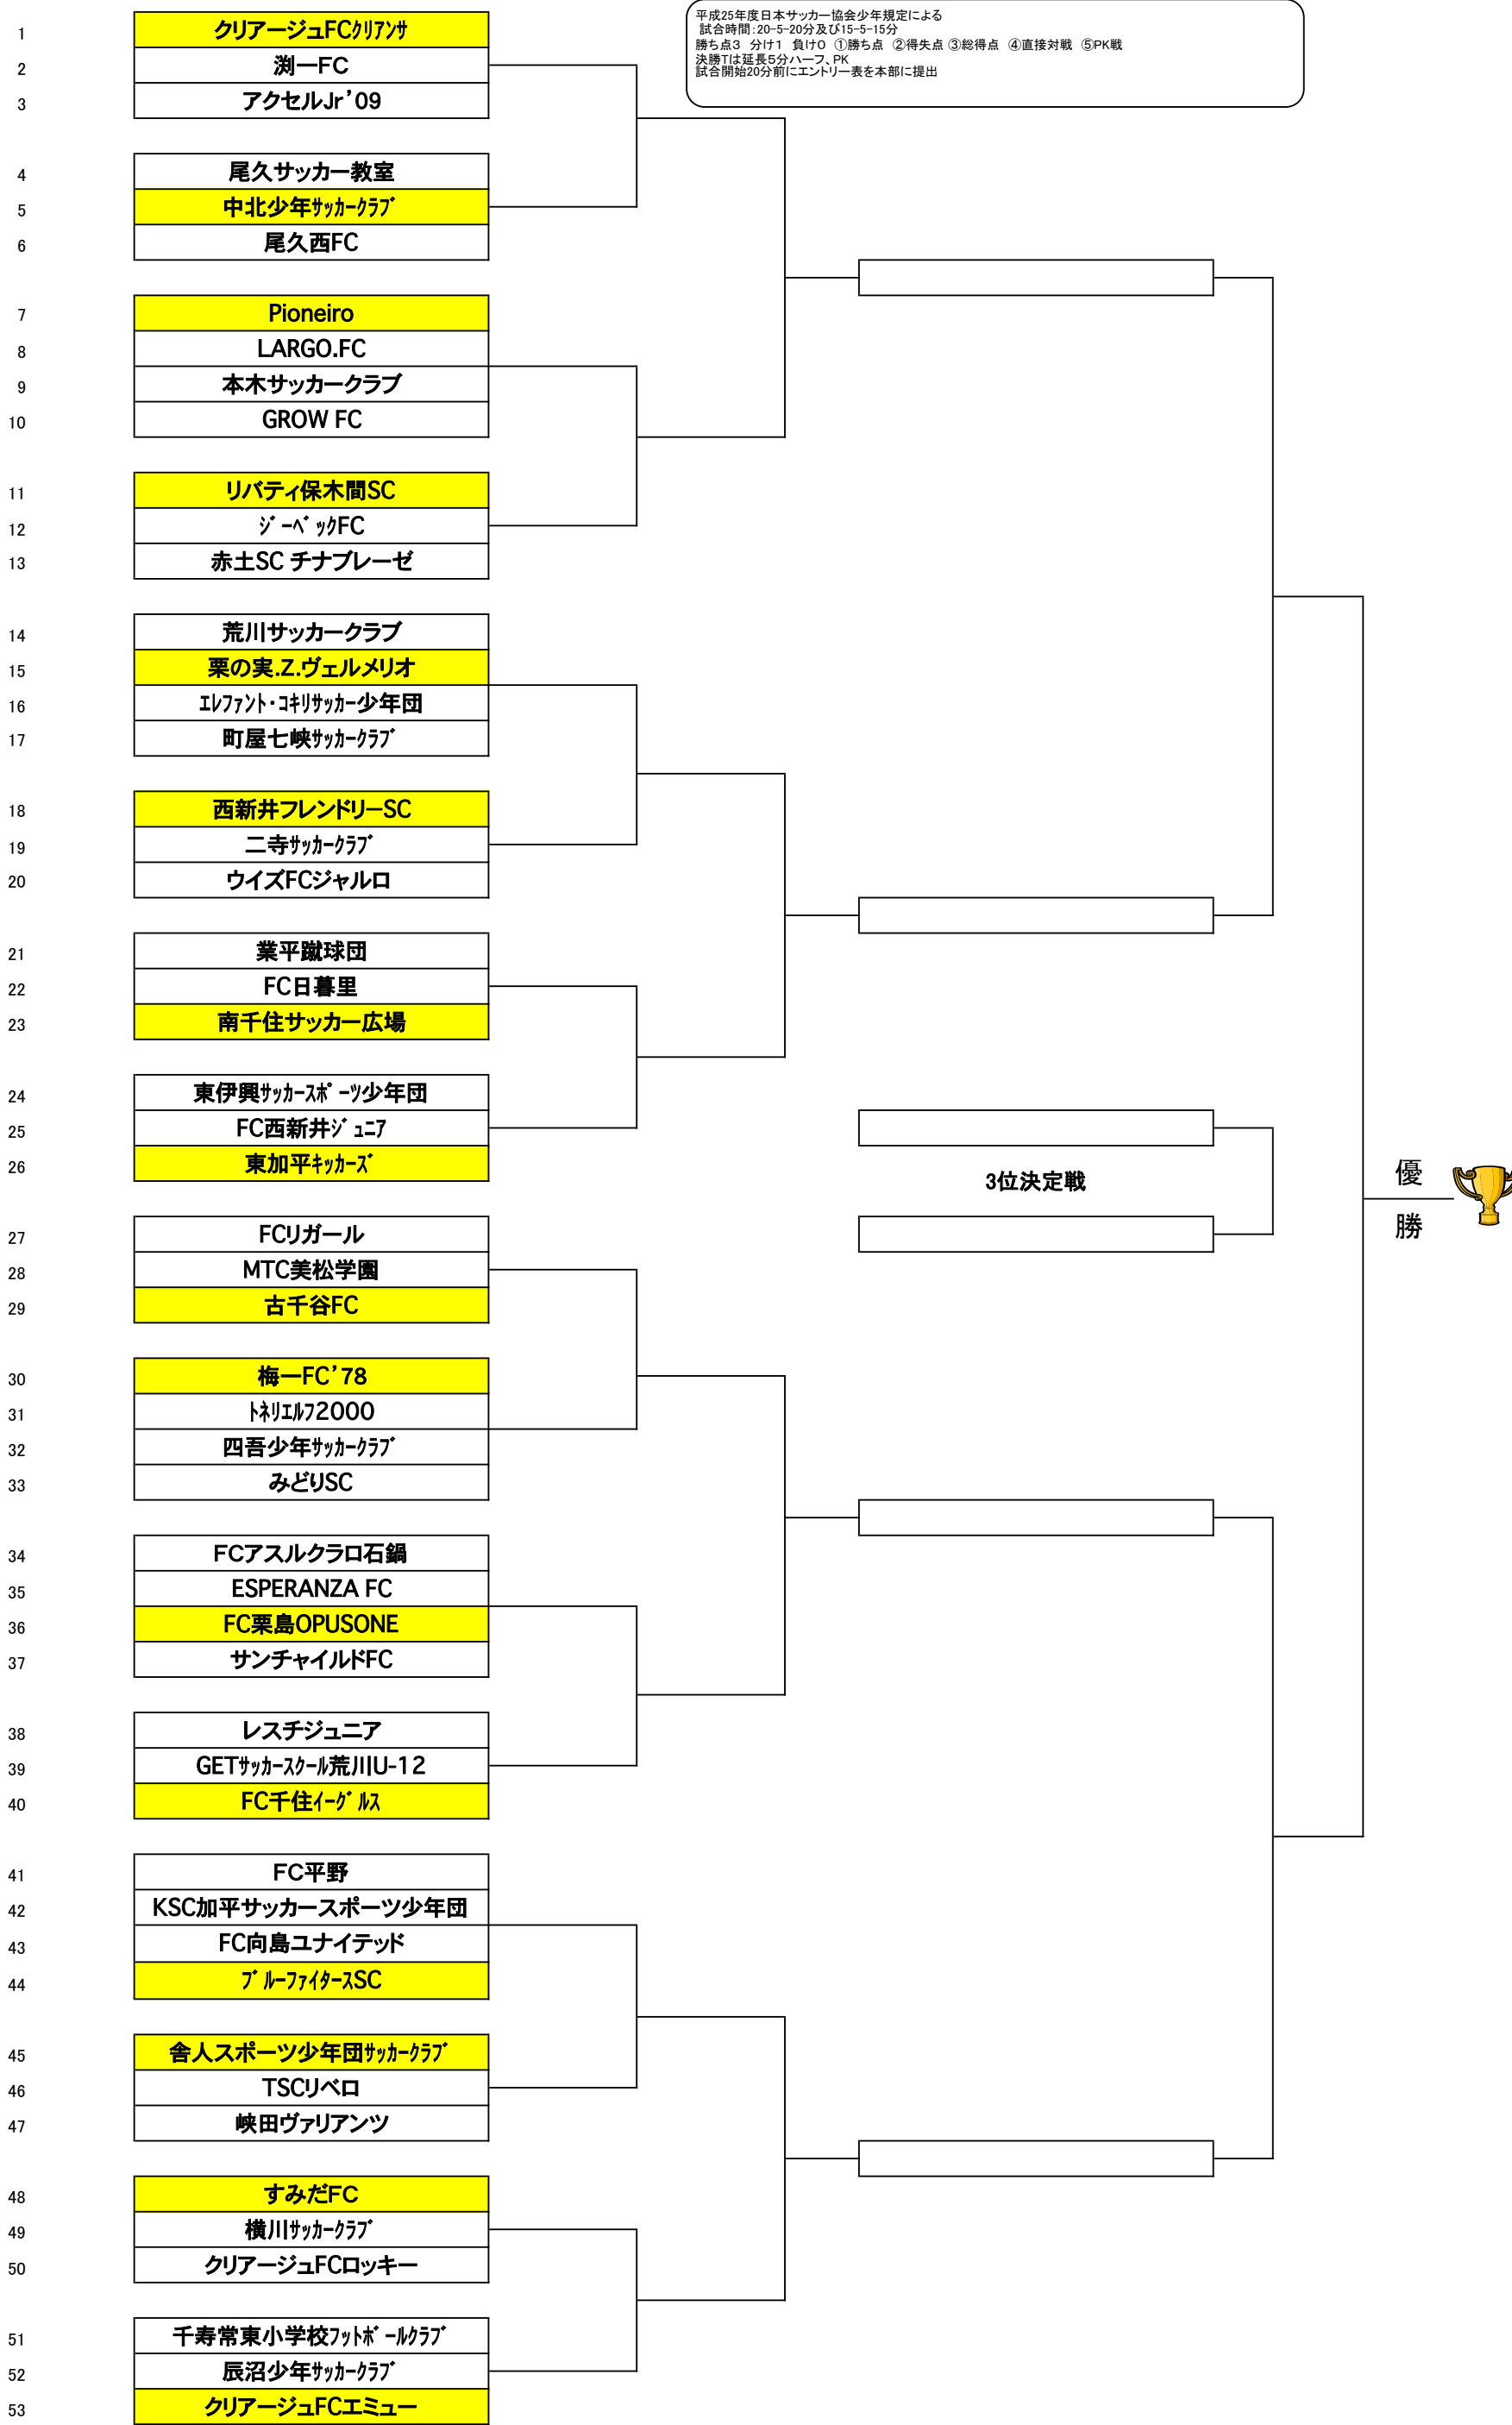 平成25年度日本サッカー協会少年規定による
試合時間:20-5-20分及び15-5-15分
勝ち点3　分け1　負け0　①勝ち点　②得失点 ③総得点　④直接対戦　⑤PK戦
決勝Tは延長5分ハーフ、PK
試合開始20分前にエントリー表を本部に提出
1 クリアージュFCｸﾘｱﾝｻ
2 渕一FC
3 アクセルJr’09
4 尾久サッカー教室
5 中北少年ｻｯｶｰｸﾗﾌﾞ
6 尾久西FC
7 Pioneiro
8 LARGO.FC
9 本木サッカークラブ
10 GROW FC
11 リバティ保木間SC
12 ｼﾞｰﾍﾞｯｸFC
13 赤土SC チナブレーゼ
14 荒川サッカークラブ
15 栗の実.Z.ヴェルメリオ
16 ｴﾚﾌｧﾝﾄ･ｺｷﾘｻｯｶｰ少年団
17 町屋七峡ｻｯｶｰｸﾗﾌﾞ
18 西新井フレンドリーSC
19 二寺ｻｯｶｰｸﾗﾌﾞ
20 ウイズFCジャルロ
21 業平蹴球団
22 FC日暮里
23 南千住サッカー広場
24 東伊興ｻｯｶｰｽﾎﾟｰﾂ少年団
25 FC西新井ｼﾞｭﾆｱ
26 東加平ｷｯｶｰｽﾞ
3位決定戦
優
勝
27 FCリガール
28 MTC美松学園
29 古千谷FC
30 梅一FC’78
31 ﾄﾈﾘｴﾙﾌ2000
32 四吾少年ｻｯｶｰｸﾗﾌﾞ
33 みどりSC
34 FCアスルクラロ石鍋
35 ESPERANZA FC
36 FC栗島OPUSONE
37 サンチャイルドFC
38 レスチジュニア
39 GETｻｯｶｰｽｸｰﾙ荒川U-12
40 FC千住ｲｰｸﾞﾙｽ
41 FC平野
42 KSC加平サッカースポーツ少年団
43 FC向島ユナイテッド
44 ﾌﾞﾙｰﾌｧｲﾀｰｽSC
45 舎人スポーツ少年団ｻｯｶｰｸﾗﾌﾞ
46 TSCリベロ
47 峡田ヴァリアンツ
48 すみだFC
49 横川ｻｯｶｰｸﾗﾌﾞ
50 クリアージュFCロッキー
51 千寿常東小学校ﾌｯﾄﾎﾞｰﾙｸﾗﾌﾞ
52 辰沼少年ｻｯｶｰｸﾗﾌﾞ
53 クリアージュFCエミュー